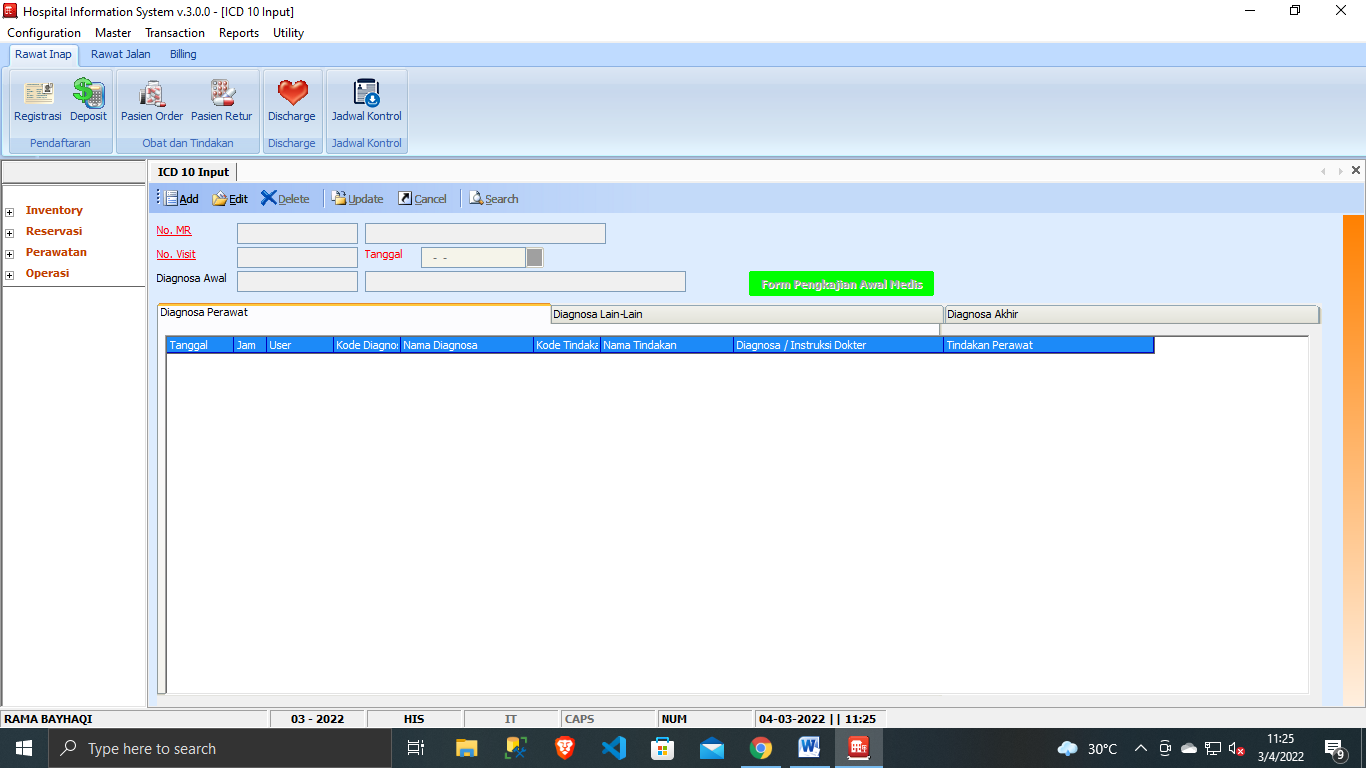 Hospital Information System v.3.0.0 - [ICD 10 Input]
Configuration Master Transaction Reports Utility
Rawat Inap Rawat Jalan Billing
Registrasi Deposit Pasien Order Pasien Retur Discharge Jadwal Kontrol
Pendaftaran Obat dan Tindakan Discharge Jadwal Kontrol
ICD 10 Input
Add Edit Delete Update Cancel Search
Inventory
Reservasi
Perawatan
Operasi
No. MR
No. Visit Tanggal - -
Diagnosa Awal
Form Pengkajian Awal Medis
Diagnosa Perawat Diagnosa Lain-Lain Diagnosa Akhir
Tanggal Jam User Kode Diagnos Nama Diagnosa Kode Tindaka Nama Tindakan Diagnosa / Instruksi Dokter Tindakan Perawat
RAMA BAYHAQI 03 - 2022 HIS IT CAPS NUM 04-03-2022 || 11:25
Type here to search 30°C 11:25
3/4/2022 9